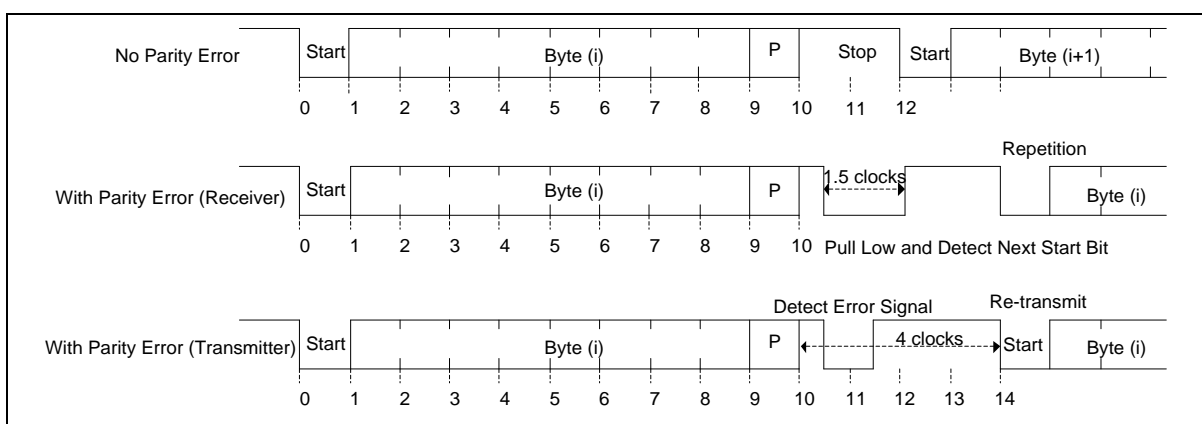 No Parity Error Start Byte (i) P Stop Start Byte (i+1)
0 1 2 3 4 5 6 7 8 9 10 11 12
Repetition
With Parity Error (Receiver) Start Byte (i) P 1.5 clocks Byte (i)
0 1 2 3 4 5 6 7 8 9 10 Pull Low and Detect Next Start Bit
Detect Error Signal Re-transmit
With Parity Error (Transmitter) Start Byte (i) P 4 clocks Start Byte (i)
0 1 2 3 4 5 6 7 8 9 10 11 12 13 14